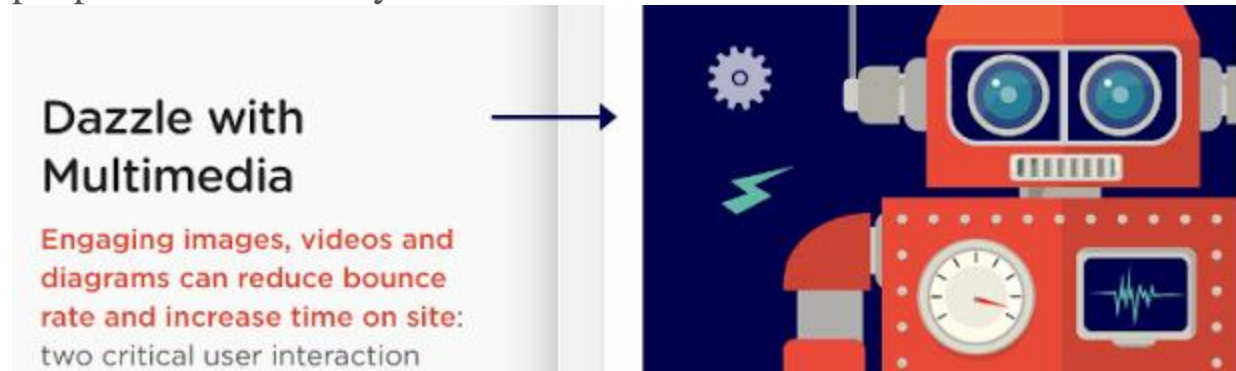 Dazzle with
Multimedia
Engaging images, videos and
diagrams can reduce bounce
rate and increase time on site:
two critical user interaction